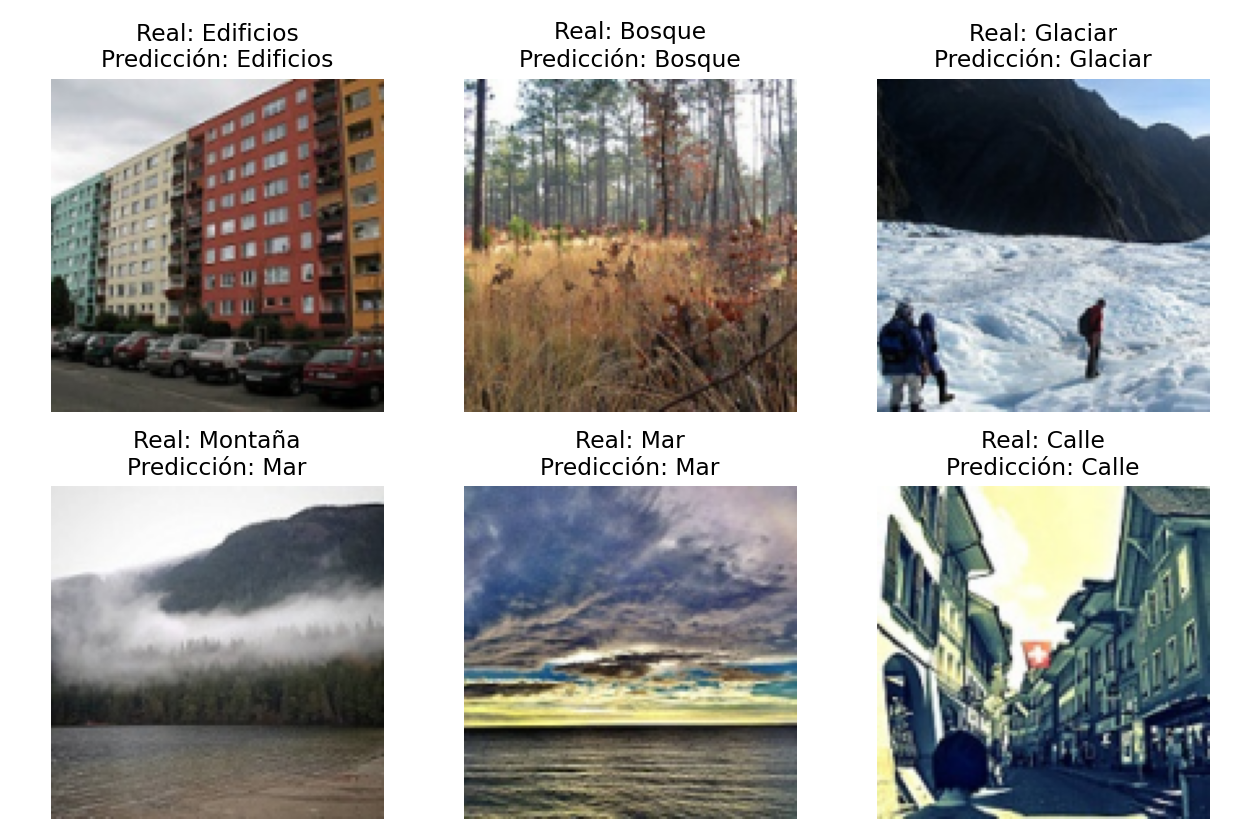 Real: Edificios
Predicción: Edificios
Real: Bosque
Predicción: Bosque
Real: Glaciar
Predicción: Glaciar
Real: Montaña
Predicción: Mar
Real: Mar
Predicción: Mar
Real: Calle
Predicción: Calle